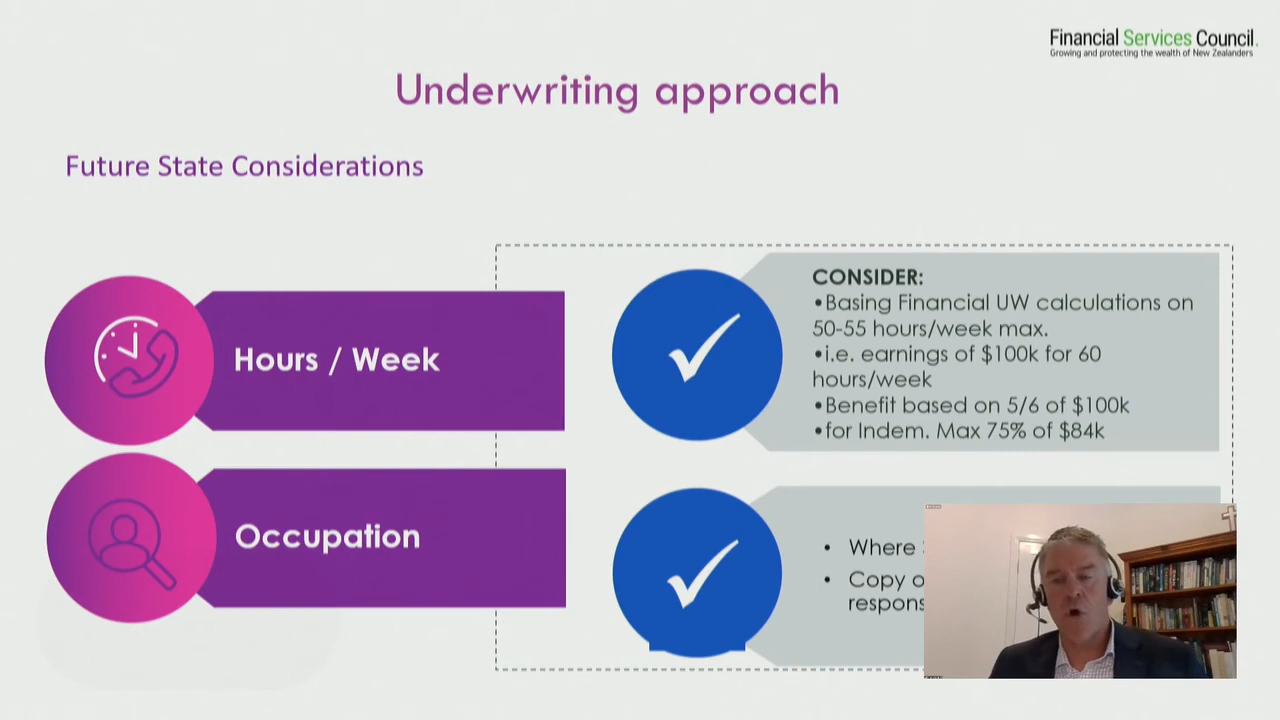 Financial Services Council.
Growing and protecting the wealth of New Zealanders
Underwriting approach
Future State Considerations
Hours / Week
CONSIDER:
•Basing Financial UW calculations on
50-55 hours/week max.
•i.e. earnings of $100k for 60
hours/week
•Benefit based on 5/6 of $100k
•for Indem. Max 75% of $84k
Occupation
• Where
• Copy